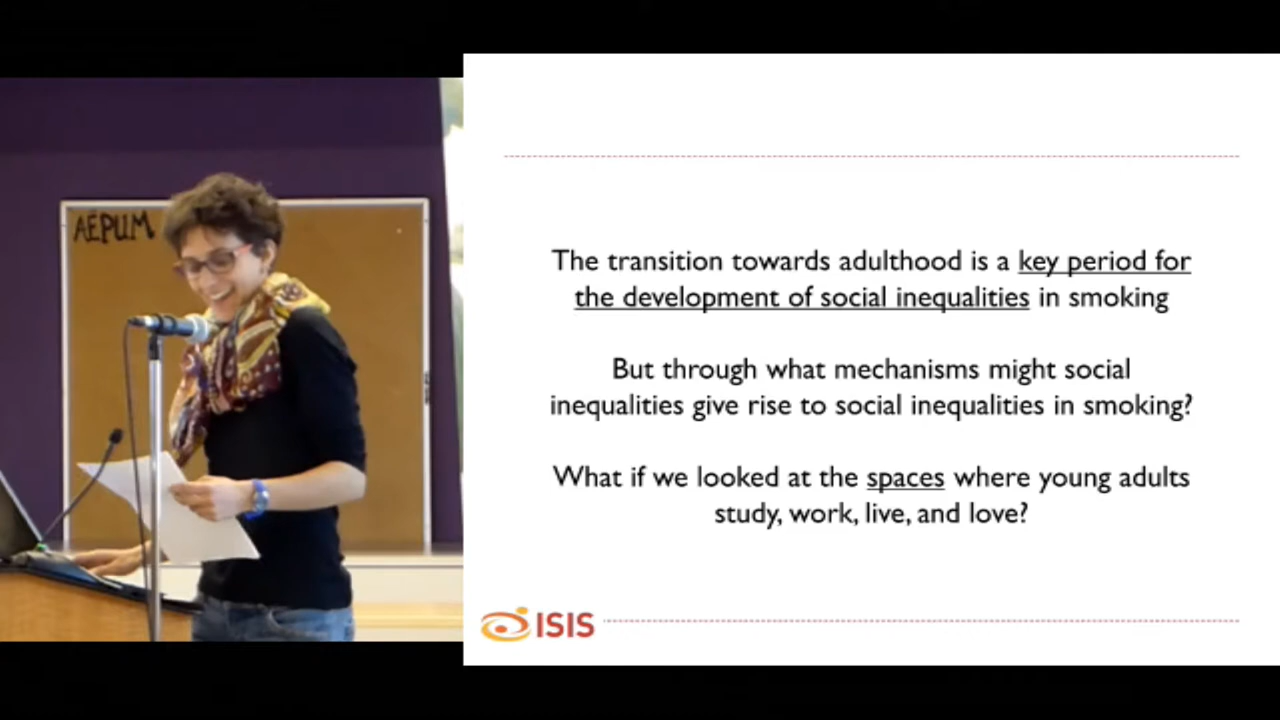 AÉPUM
The transition towards adulthood is a key period for
the development of social inequalities in smoking
But through what mechanisms might social
inequalities give rise to social inequalities in smoking?
What if we looked at the spaces where young adults
study, work, live, and love?
ISIS